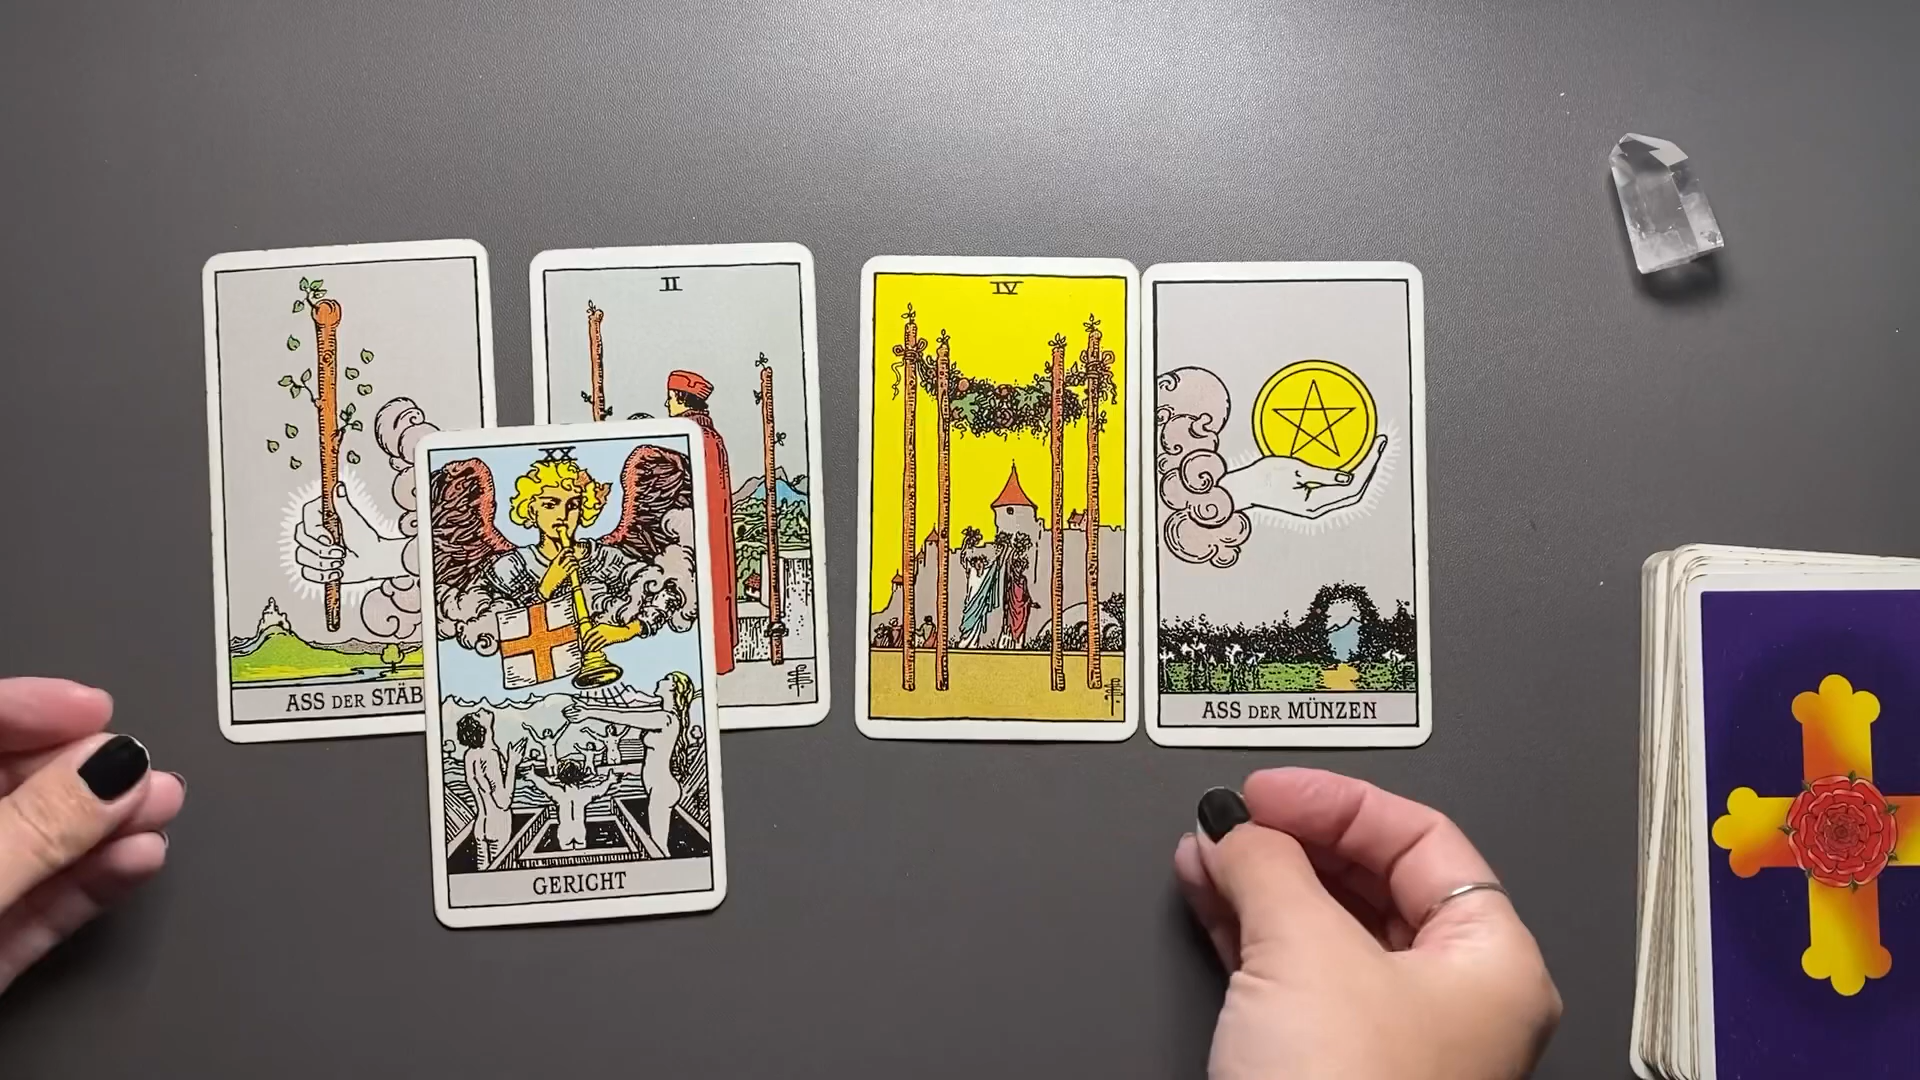 ASS DER STÄB
II
IV
ASS DER MÜNZEN
XX
GERICHT